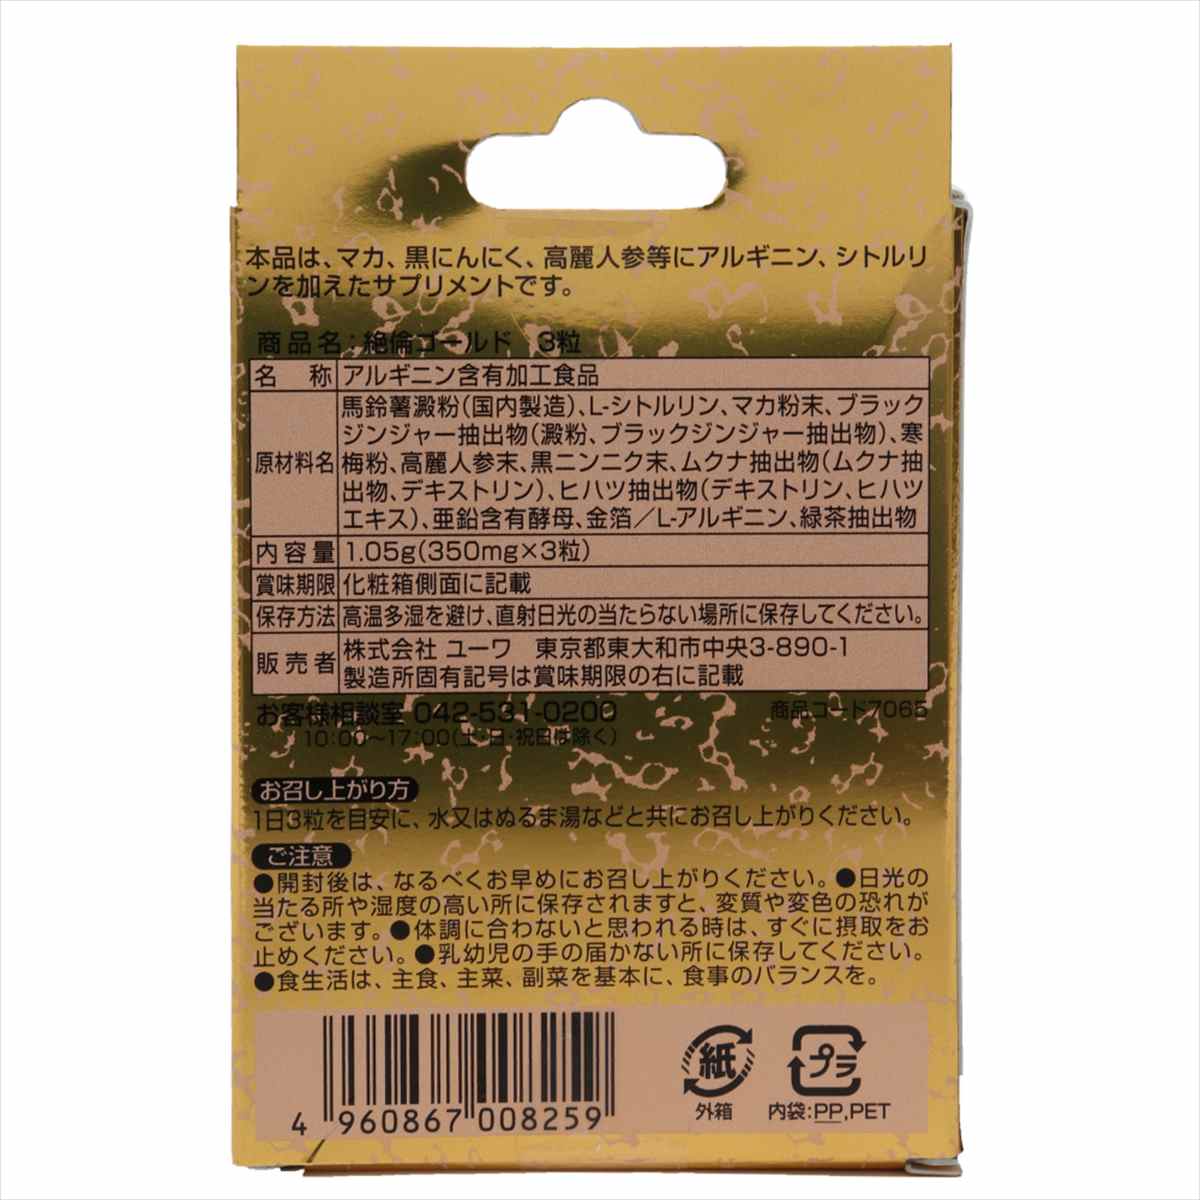 本品は、マカ、黒にんにく、高麗人参等にアルギニン、シトルリ
ンを加えたサプリメントです。
商品名:絶倫ゴールド 3粒
名 称 アルギニン含有加工食品
原材料名 馬鈴薯澱粉(国内製造)、L-シトルリン、マカ粉末、ブラック
ジンジャー抽出物(澱粉、ブラックジンジャー抽出物)、寒
梅粉、高麗人参末、黒ニンニク末、ムクナ抽出物(ムクナ抽
出物、デキストリン)、ヒハツ抽出物(デキストリン、ヒハツ
エキス)、亜鉛含有酵母、金箔/L-アルギニン、緑茶抽出物
内容量 1.05g(350mg×3粒)
賞味期限 化粧箱側面に記載
保存方法 高温多湿を避け、直射日光の当たらない場所に保存してください。
販売者 株式会社 ユーワ 東京都東大和市中央3-890-1
製造所固有記号は賞味期限の右に記載
お客様相談室 042-531-0200 商品コード7065
10:00〜17:00(土・日・祝日は除く)
お召し上がり方
1日3粒を目安に、水又はぬるま湯などと共にお召し上がりください。
ご注意
●開封後は、なるべくお早めにお召し上がりください。●日光の
当たる所や湿度の高い所に保存されますと、変質や変色の恐れが
ございます。●体調に合わないと思われる時は、すぐに摂取をお
止めください。●乳幼児の手の届かない所に保存してください。
●食生活は、主食、主菜、副菜を基本に、食事のバランスを。
紙 プラ
外箱 内袋:PP,PET
4 960867 008259